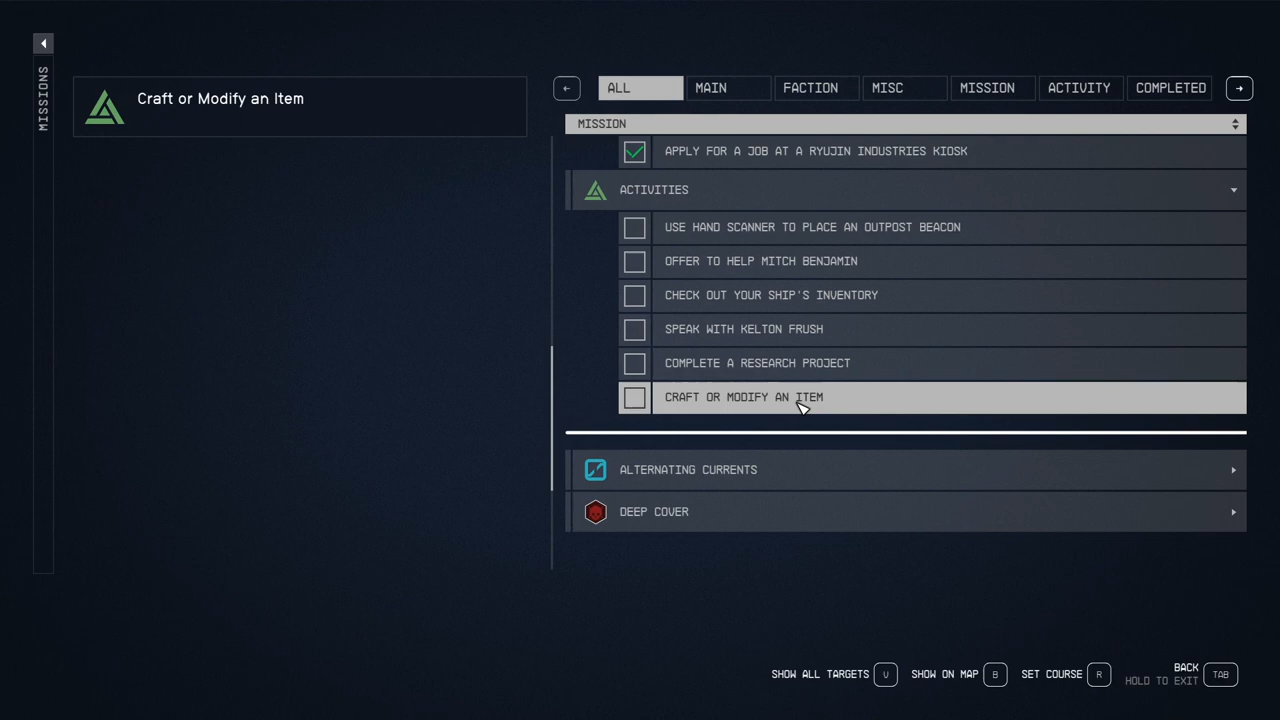 MISSIONS
Craft or Modify an Item
ALL MAIN FACTION MISC MISSION ACTIVITY COMPLETED
MISSION
APPLY FOR A JOB AT A RYUJIN INDUSTRIES KIOSK
ACTIVITIES
USE HAND SCANNER TO PLACE AN OUTPOST BEACON
OFFER TO HELP MITCH BENJAMIN
CHECK OUT YOUR SHIP'S INVENTORY
SPEAK WITH KELTON FRUSH
COMPLETE A RESEARCH PROJECT
CRAFT OR MODIFY AN ITEM
ALTERNATING CURRENTS
DEEP COVER
SHOW ALL TARGETS V SHOW ON MAP B SET COURSE R BACK TAB
HOLD TO EXIT